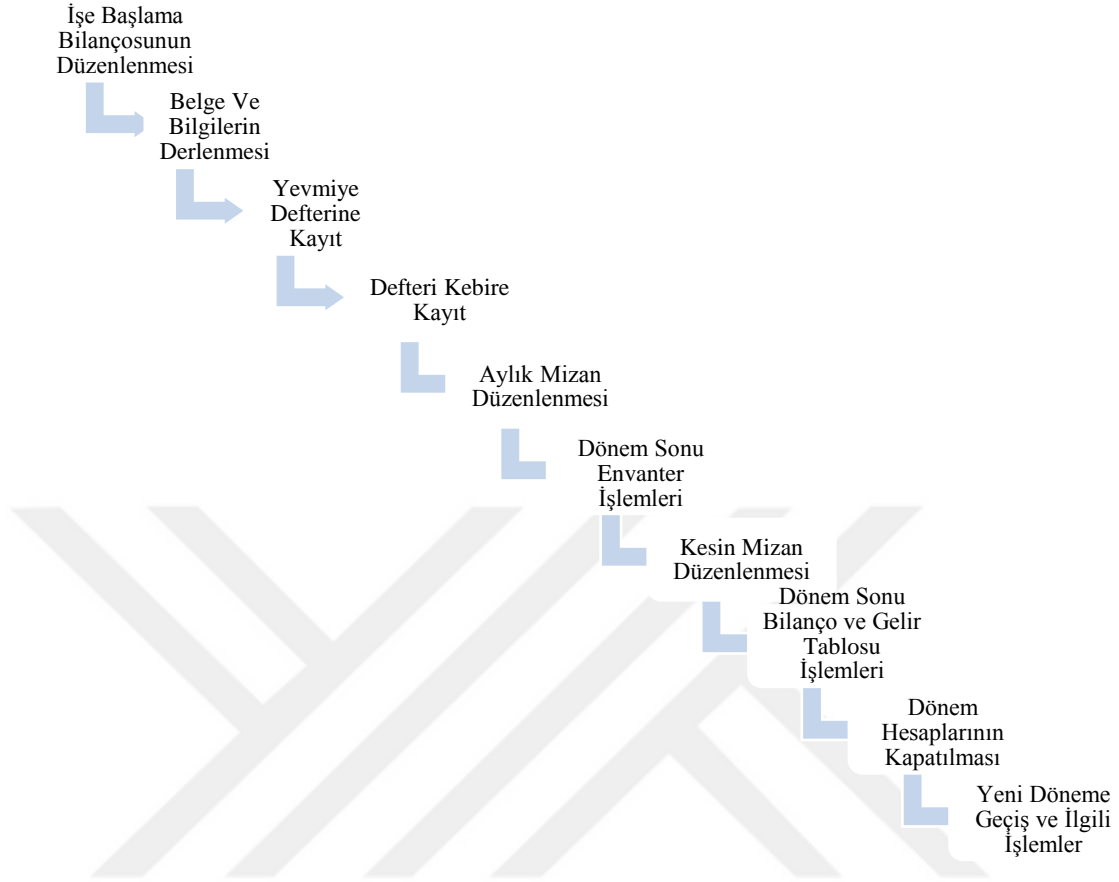 İşe Başlama
Bilançosunun
Düzenlenmesi
Belge Ve
Bilgilerin
Derlenmesi
Yevmiye
Defterine
Kayıt
Defteri Kebire
Kayıt
Aylık Mizan
Düzenlenmesi
Dönem Sonu
Envanter
İşlemleri
Kesin Mizan
Düzenlenmesi
Dönem Sonu
Bilanço ve Gelir
Tablosu
İşlemleri
Dönem
Hesaplarının
Kapatılması
Yeni Döneme
Geçiş ve İlgili
İşlemler